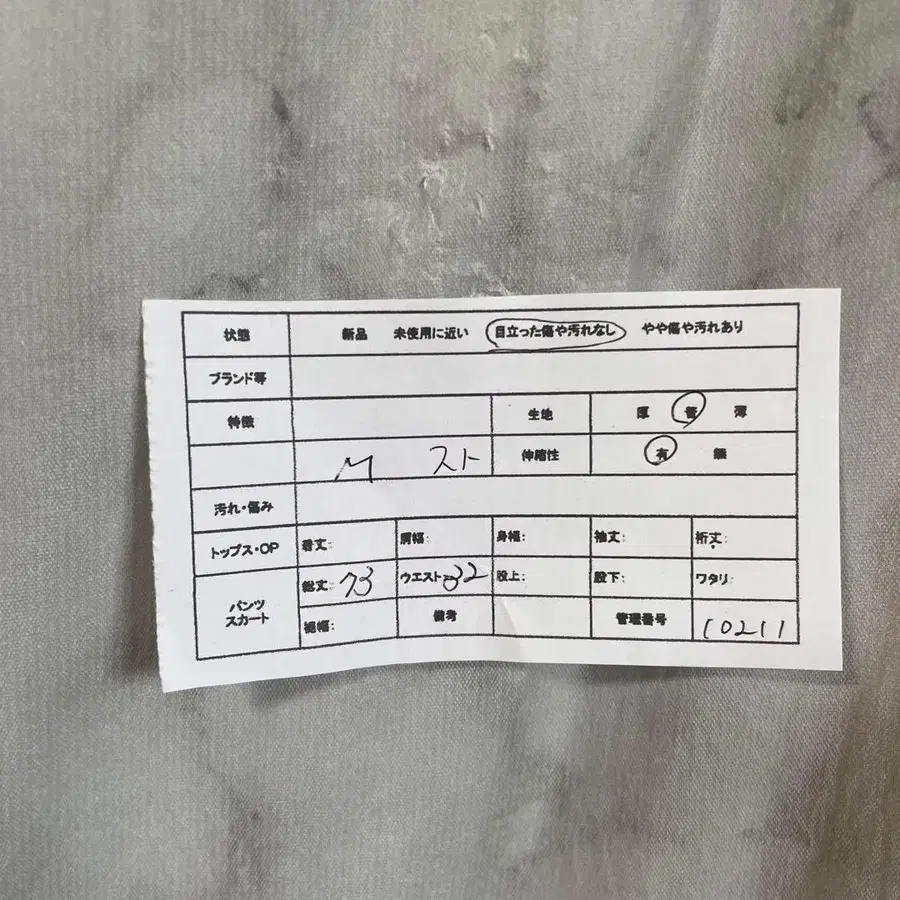 状態 新品 未使用に近い 目立った傷や汚れなし やや傷や汚れあり
ブランド等
特徴 生地 厚 普 薄
M スト 伸縮性 有 無
汚れ・傷み
トップス・OP 着丈: 肩幅: 身幅: 袖丈: 裄丈:
パンツ スカート 総丈: 73 ウエスト: 32 股上: 股下: ワタリ:
裾幅: 備考 管理番号 10211